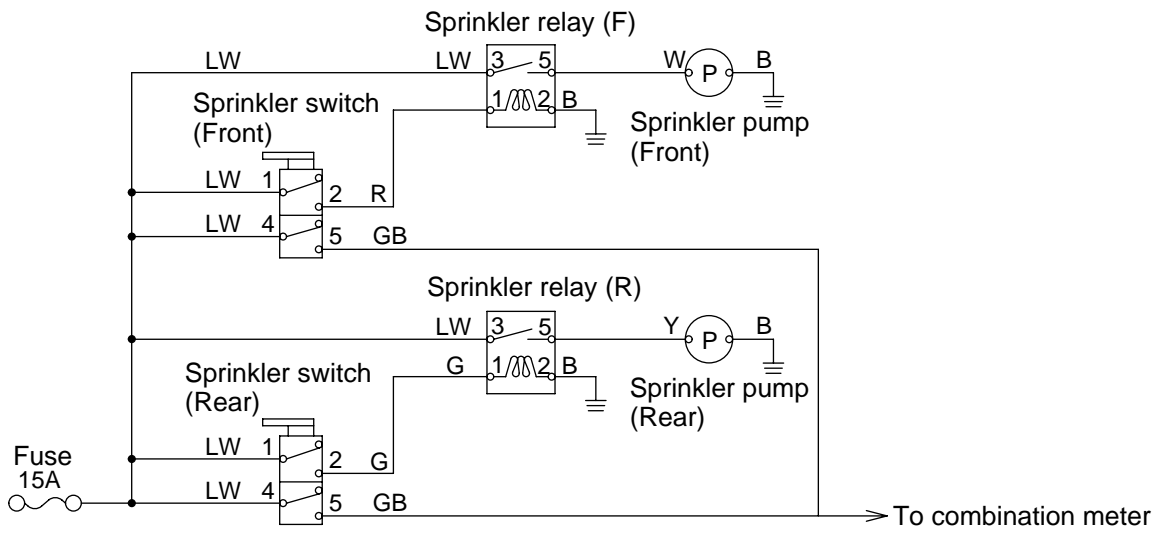 Sprinkler relay (F)
LW LW 3 5 W P B
Sprinkler switch
(Front)
1 2 B
Sprinkler pump
(Front)
LW 1 2 R
LW 4 5 GB
Sprinkler relay (R)
LW 3 5 Y P B
Sprinkler switch
(Rear)
G 1 2 B
Sprinkler pump
(Rear)
LW 1 2 G
Fuse
15A
LW 4 5 GB
To combination meter